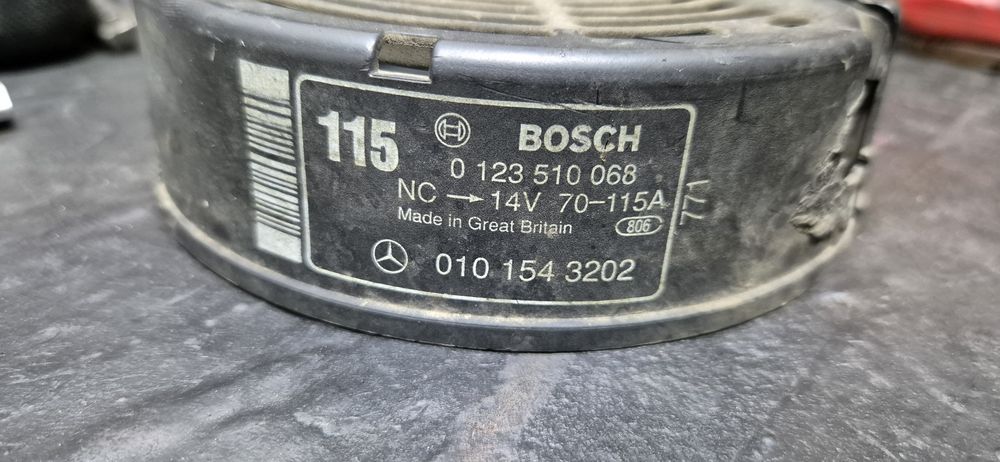 115
BOSCH
0 123 510 068
NC → 14V 70-115A
Made in Great Britain
806
771
010 154 3202